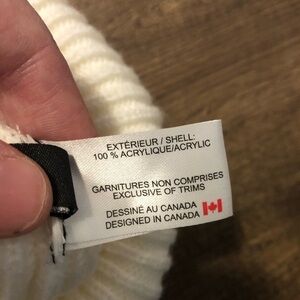 EXTÉRIEUR / SHELL:
100 % ACRYLIQUE/ACRYLIC
GARNITURES NON COMPRISES
EXCLUSIVE OF TRIMS
DESSINÉ AU CANADA
DESIGNED IN CANADA